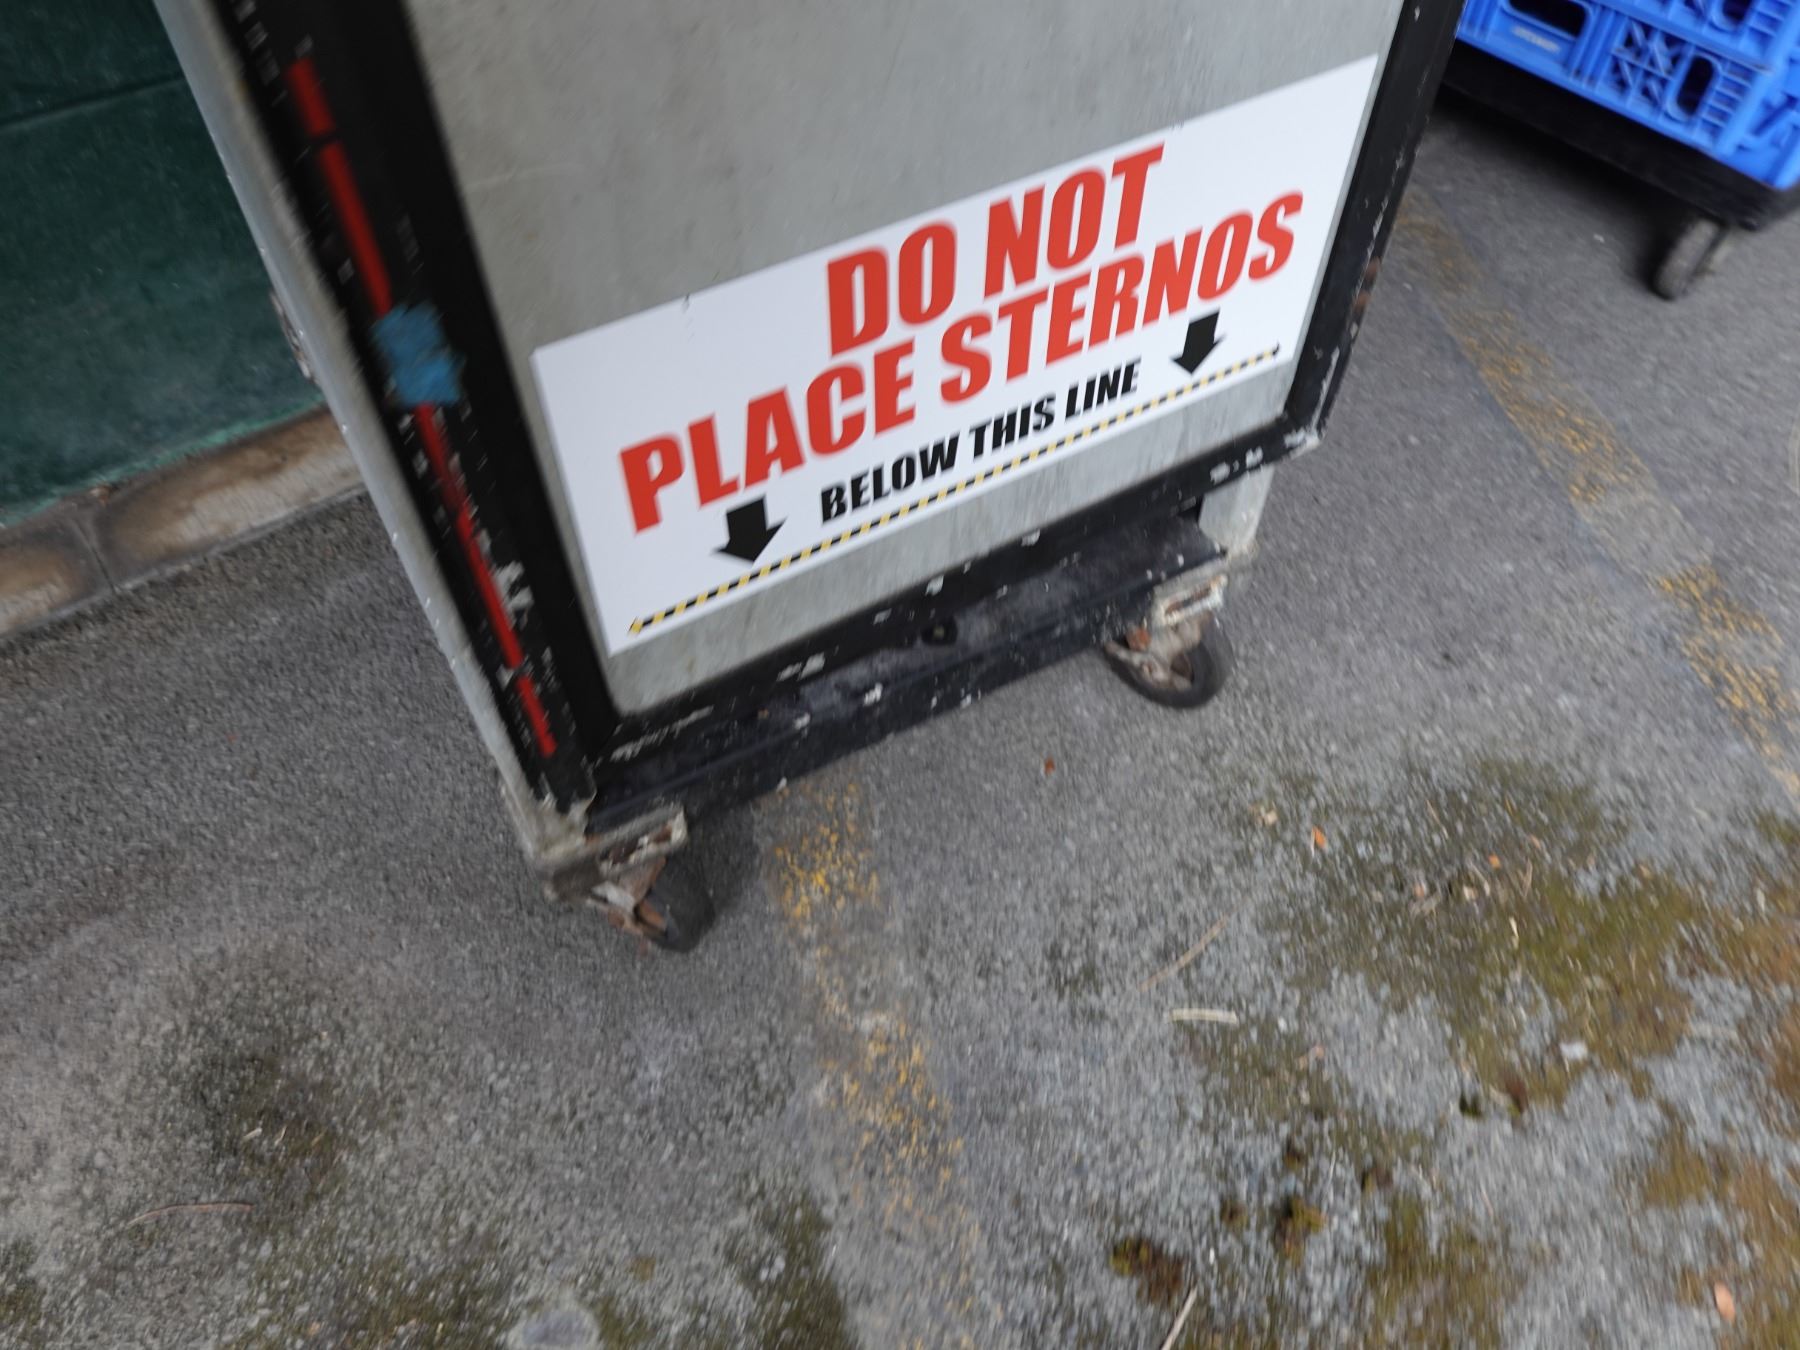 DO NOT
PLACE STERNOS
BELOW THIS LINE